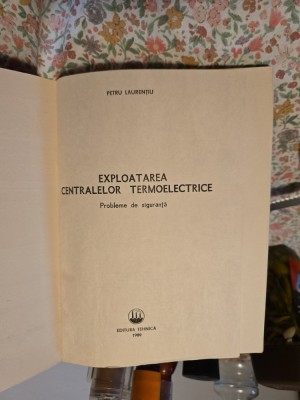 PETRU LAURENȚIU
EXPLOATAREA
CENTRALELOR TERMOELECTRICE
Probleme de siguranță
EDITURA TEHNICĂ